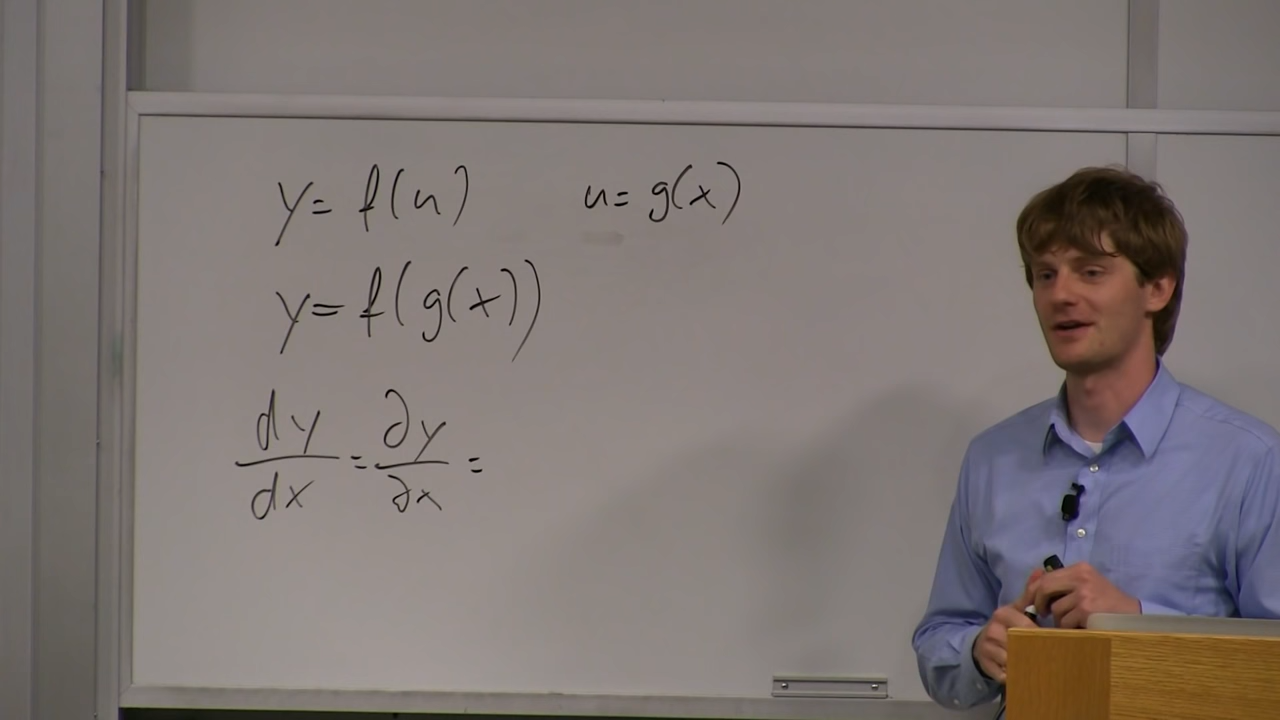 y = f(u) u = g(x)
y = f(g(x))
dy/dx = ∂y/∂x =